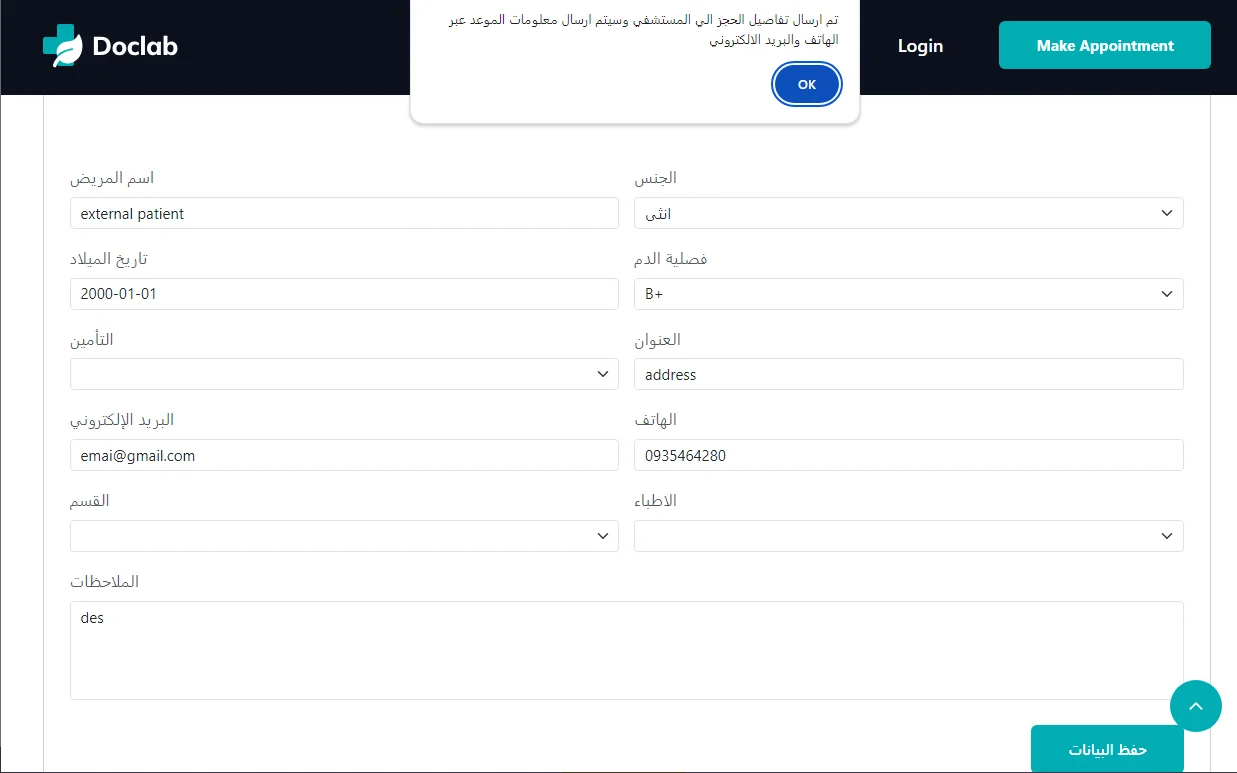 Doclab
تم ارسال تفاصيل الحجز الي المستشفي وسيتم ارسال معلومات الموعد عبر
الهاتف والبريد الالكتروني
OK
Login
Make Appointment
اسم المريض
الجنس
external patient
انثى
تاريخ الميلاد
فصلية الدم
2000-01-01
B+
التأمين
العنوان
address
البريد الإلكتروني
الهاتف
emai@gmail.com
0935464280
القسم
الاطباء
الملاحظات
des
حفظ البيانات